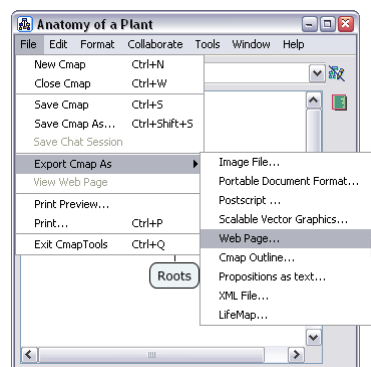 Anatomy of a Plant
File Edit Format Collaborate Tools Window Help
New Cmap Ctrl+N
Close Cmap Ctrl+W
Save Cmap Ctrl+S
Save Cmap As... Ctrl+Shift+S
Save Chat Session
Export Cmap As
View Web Page
Print Preview...
Print... Ctrl+P
Exit CmapTools Ctrl+Q
Image File...
Portable Document Format...
Postscript ...
Scalable Vector Graphics...
Web Page...
Cmap Outline...
Propositions as text...
XML File...
LifeMap...
Roots